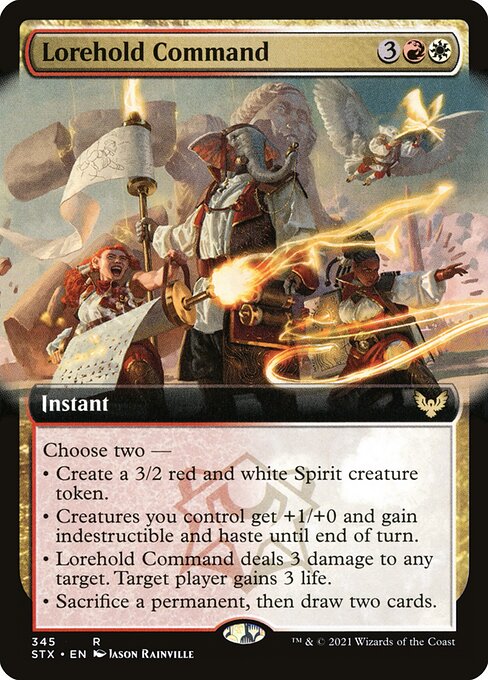 Lorehold Command 3
Instant
Choose two —
• Create a 3/2 red and white Spirit creature
token.
• Creatures you control get +1/+0 and gain
indestructible and haste until end of turn.
• Lorehold Command deals 3 damage to any
target. Target player gains 3 life.
• Sacrifice a permanent, then draw two cards.
345 R
STX • EN Jason Rainville
™ & © 2021 Wizards of the Coast